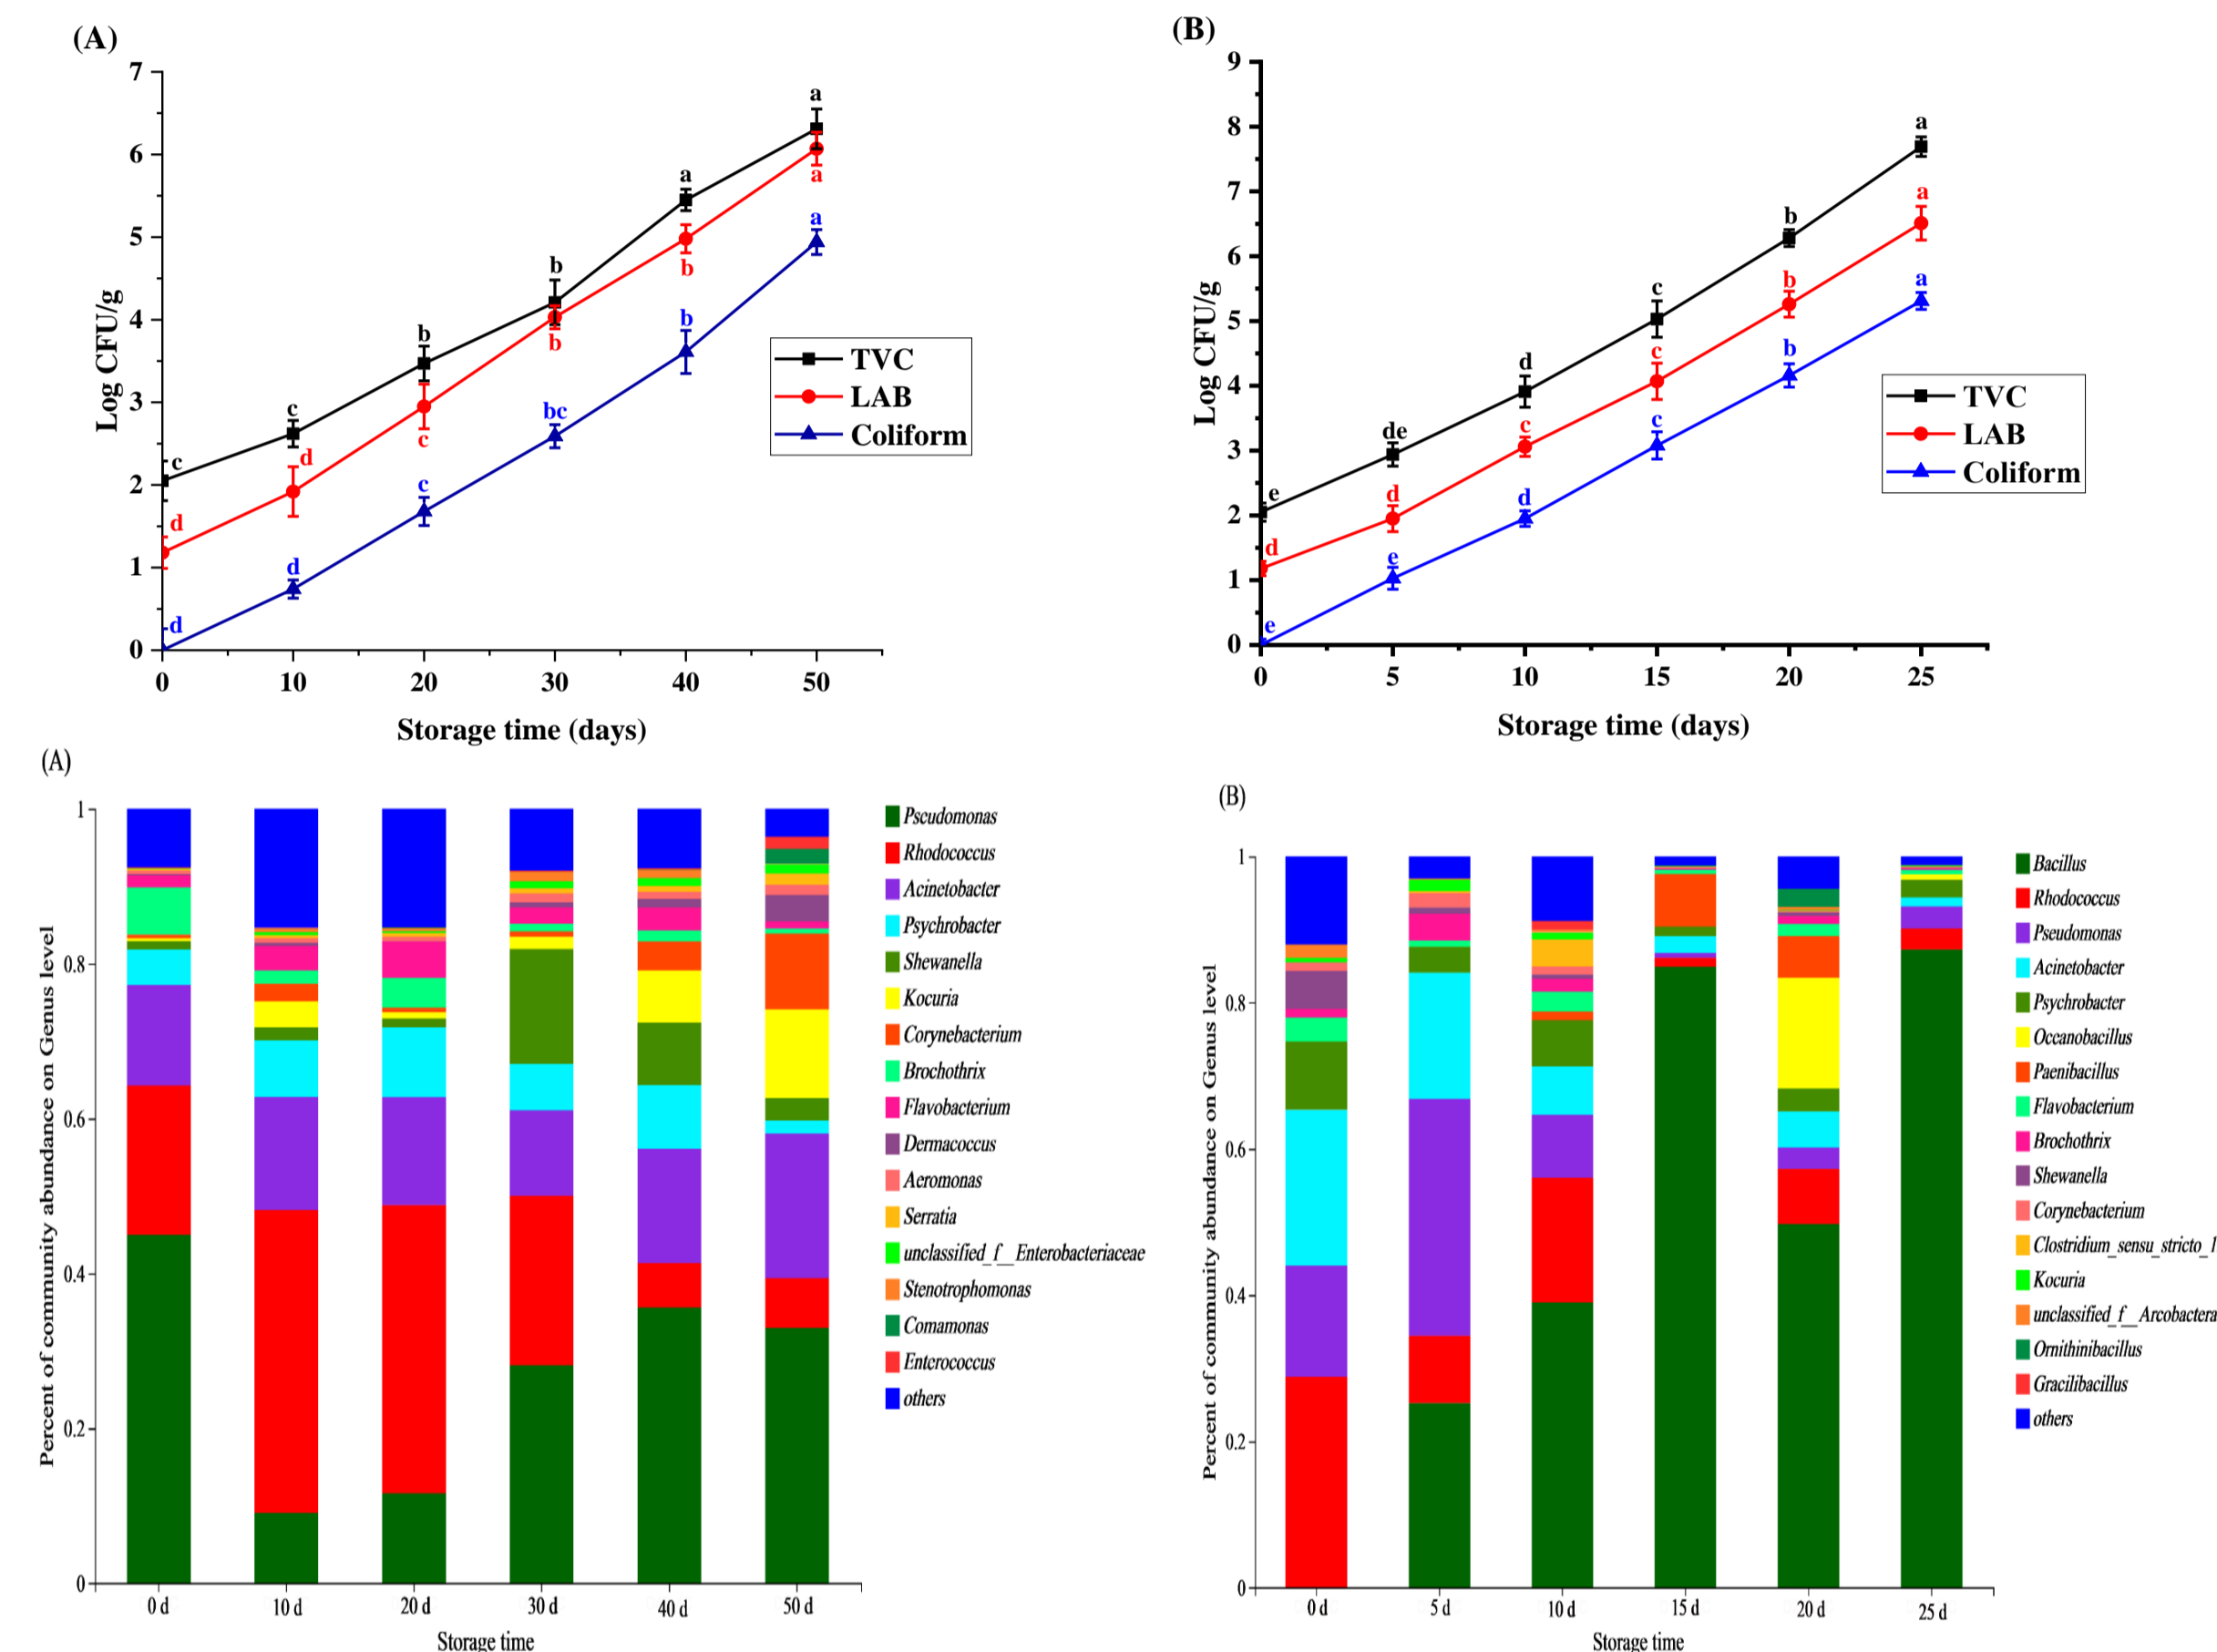 (A)
7
6
5
4
3
2
1
0
Log CFU/g
c
c
b
b
a
a
d
d
c
b
b
a
d
d
c
bc
b
a
TVC
LAB
Coliform
0 10 20 30 40 50
Storage time (days)
(B)
9
8
7
6
5
4
3
2
1
0
Log CFU/g
e
de
d
c
b
a
d
d
c
c
b
a
e
e
d
c
b
a
TVC
LAB
Coliform
0 5 10 15 20 25
Storage time (days)
(A)
1
0.8
0.6
0.4
0.2
0
Percent of community abundance on Genus level
0 d 10 d 20 d 30 d 40 d 50 d
Storage time
Pseudomonas
Rhodococcus
Acinetobacter
Psychrobacter
Shewanella
Kocuria
Corynebacterium
Brochothrix
Flavobacterium
Dermacoccus
Aeromonas
Serratia
unclassified_f__Enterobacteriaceae
Stenotrophomonas
Comamonas
Enterococcus
others
(B)
1
0.8
0.6
0.4
0.2
0
Percent of community abundance on Genus level
0 d 5 d 10 d 15 d 20 d 25 d
Storage time
Bacillus
Rhodococcus
Pseudomonas
Acinetobacter
Psychrobacter
Oceanobacillus
Paenibacillus
Flavobacterium
Brochothrix
Shewanella
Corynebacterium
Clostridium_sensu_stricto_1
Kocuria
unclassified_f__Arcobactera
Ornithinibacillus
Gracilibacillus
others